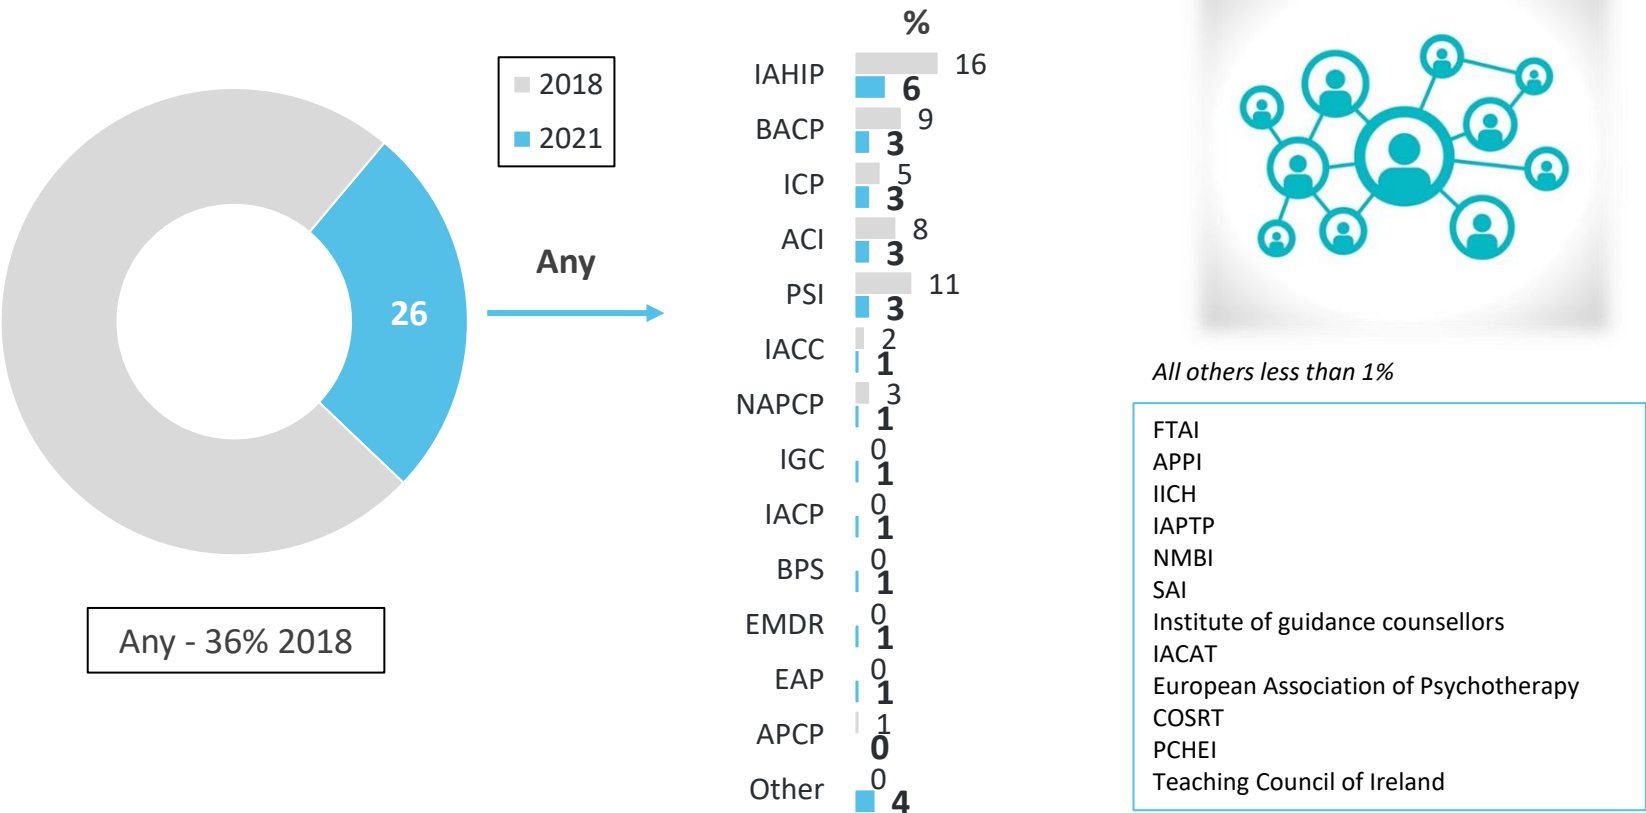 2018
2021
26
Any
Any - 36% 2018
%
IAHIP 16
6
BACP 9
3
ICP 5
3
ACI 8
3
PSI 11
3
IACC 2
1
NAPCP 3
1
IGC 0
1
IACP 0
1
BPS 0
1
EMDR 0
1
EAP 0
1
APCP 1
0
Other 0
4
All others less than 1%
FTAI
APPI
IICH
IAPTP
NMBI
SAI
Institute of guidance counsellors
IACAT
European Association of Psychotherapy
COSRT
PCHEI
Teaching Council of Ireland